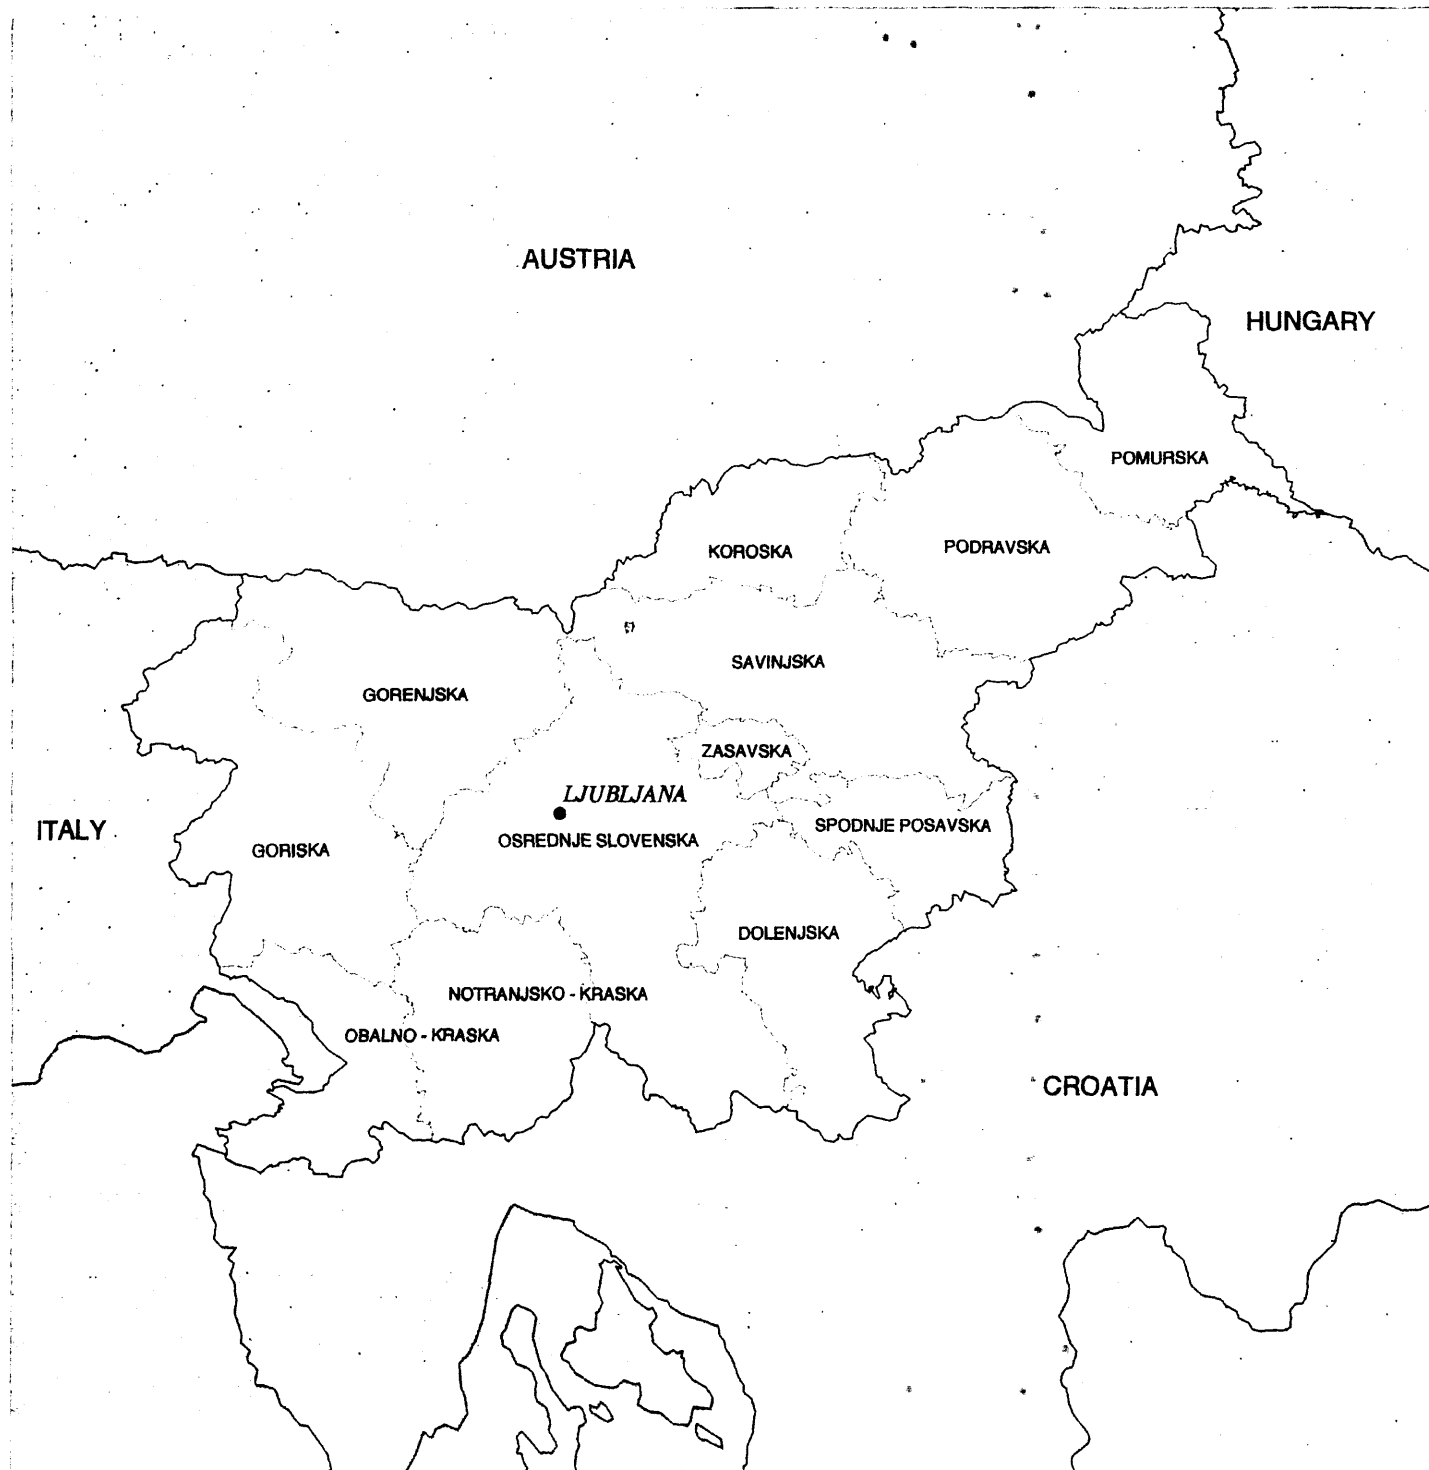 AUSTRIA
HUNGARY
POMURSKA
KOROSKA
PODRAVSKA
SAVINJSKA
GORENJSKA
ZASAVSKA
LJUBLJANA
ITALY
SPODNJE POSAVSKA
OSREDNJE SLOVENSKA
GORISKA
DOLENJSKA
NOTRANJSKO - KRASKA
OBALNO - KRASKA
CROATIA